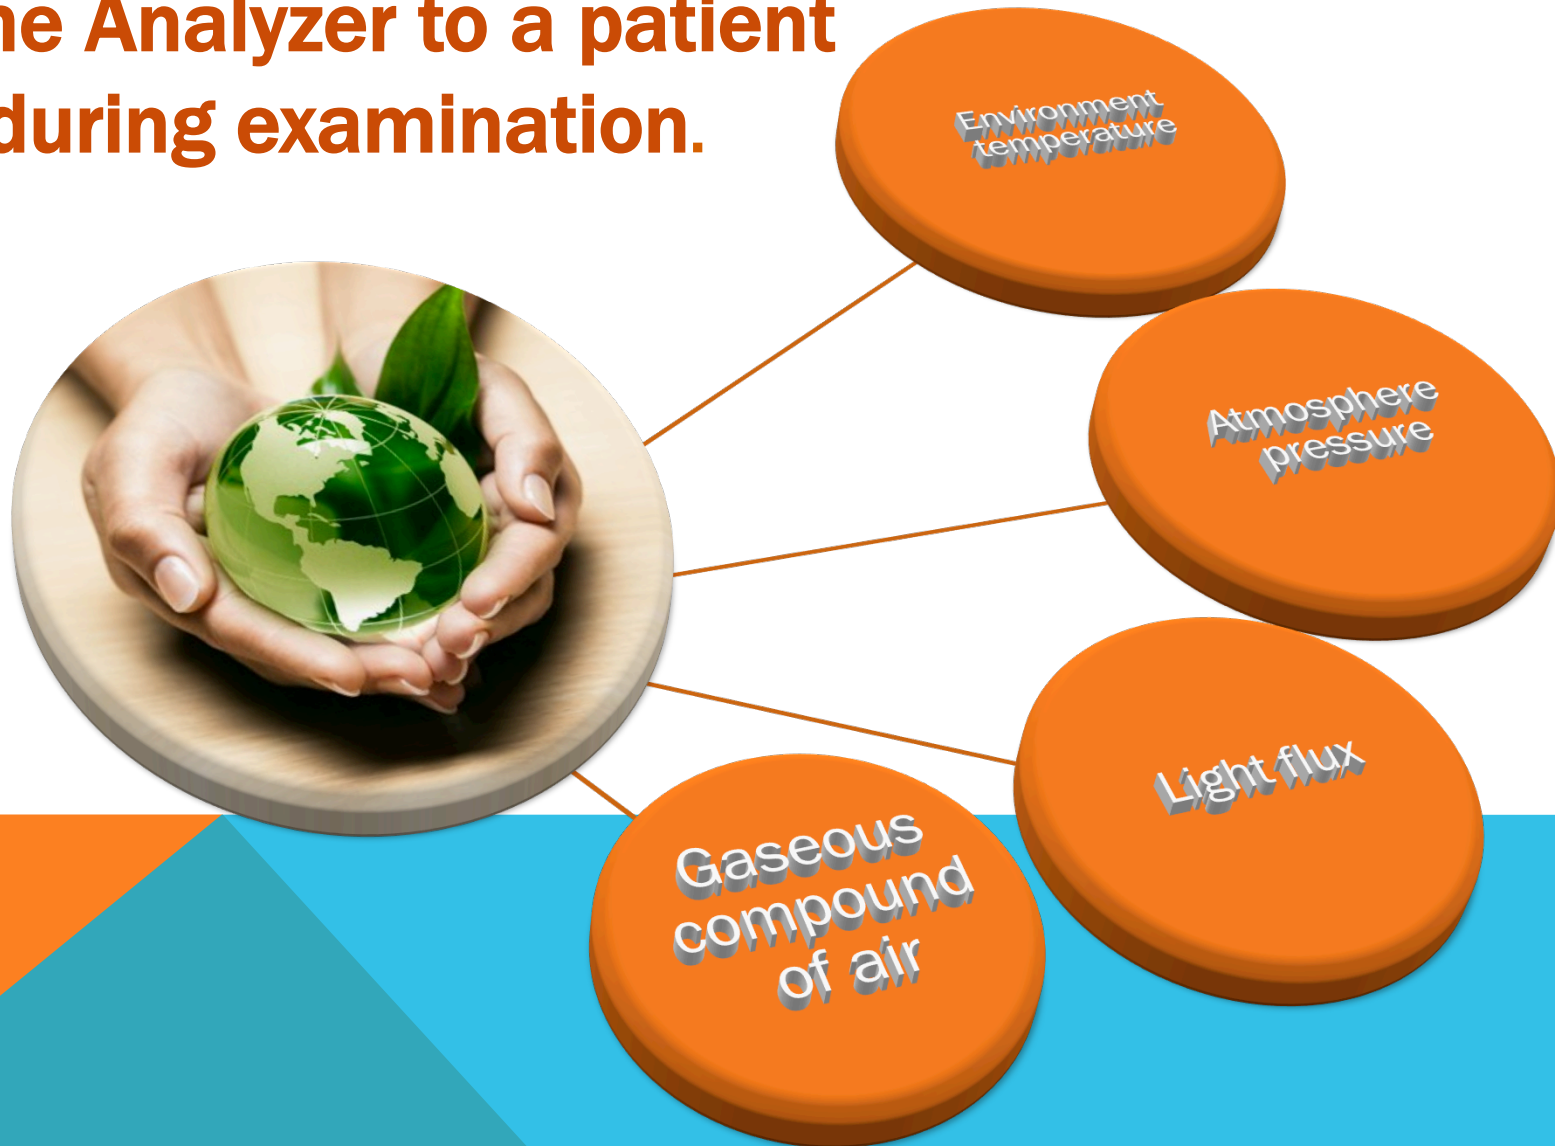 he Analyzer to a patient
during examination.
Environment
temperature
Atmosphere
pressure
Light flux
Gaseous
compound
of air